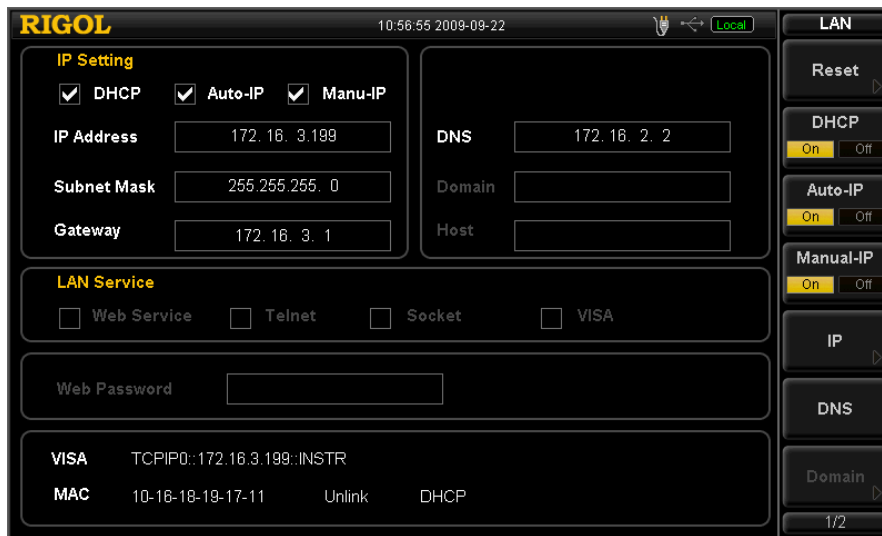 RIGOL 10:56:55 2009-09-22 Local
IP Setting
DHCP Auto-IP Manu-IP
IP Address 172. 16. 3.199
Subnet Mask 255.255.255. 0
Gateway 172. 16. 3. 1
DNS 172. 16. 2. 2
Domain
Host
LAN Service
Web Service Telnet Socket VISA
Web Password
VISA TCPIP0::172.16.3.199::INSTR
MAC 10-16-18-19-17-11 Unlink DHCP
LAN
Reset
DHCP
On Off
Auto-IP
On Off
Manual-IP
On Off
IP
DNS
Domain
1/2